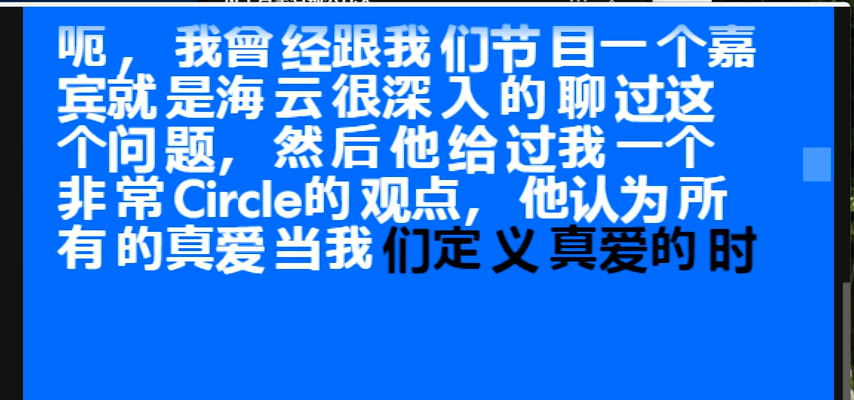 呃，我曾经跟我们节目一个嘉
宾就是海云很深入的聊过这
个问题，然后他给过我一个
非常Circle的观点，他认为所
有的真爱当我们定义真爱的时